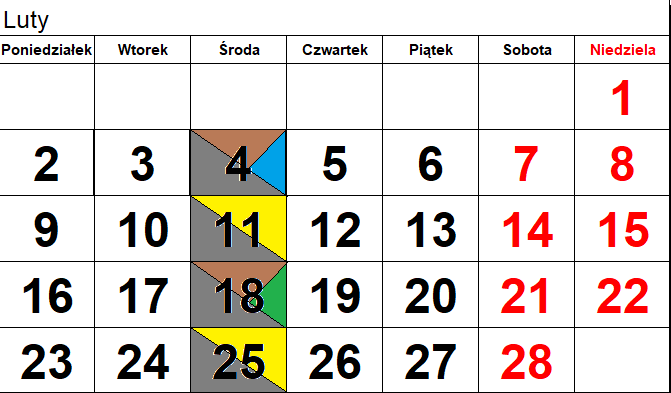 Luty
Poniedziałek Wtorek Środa Czwartek Piątek Sobota Niedziela
1
2 3 4 5 6 7 8
9 10 11 12 13 14 15
16 17 18 19 20 21 22
23 24 25 26 27 28